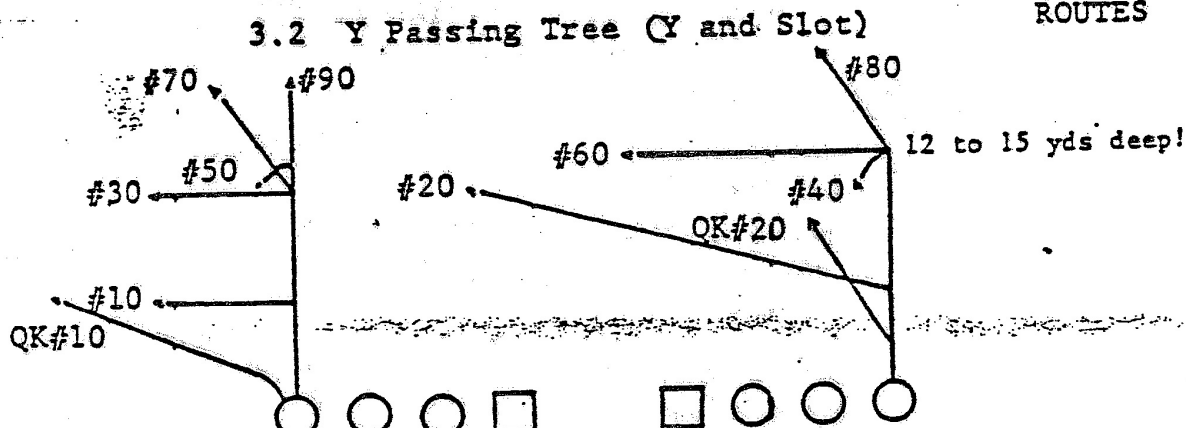 ROUTES
3.2 Y Passing Tree (Y and Slot)
#70
#90
#80
12 to 15 yds deep!
#60
#50
#30
#20
#40
QK#20
#10
QK#10